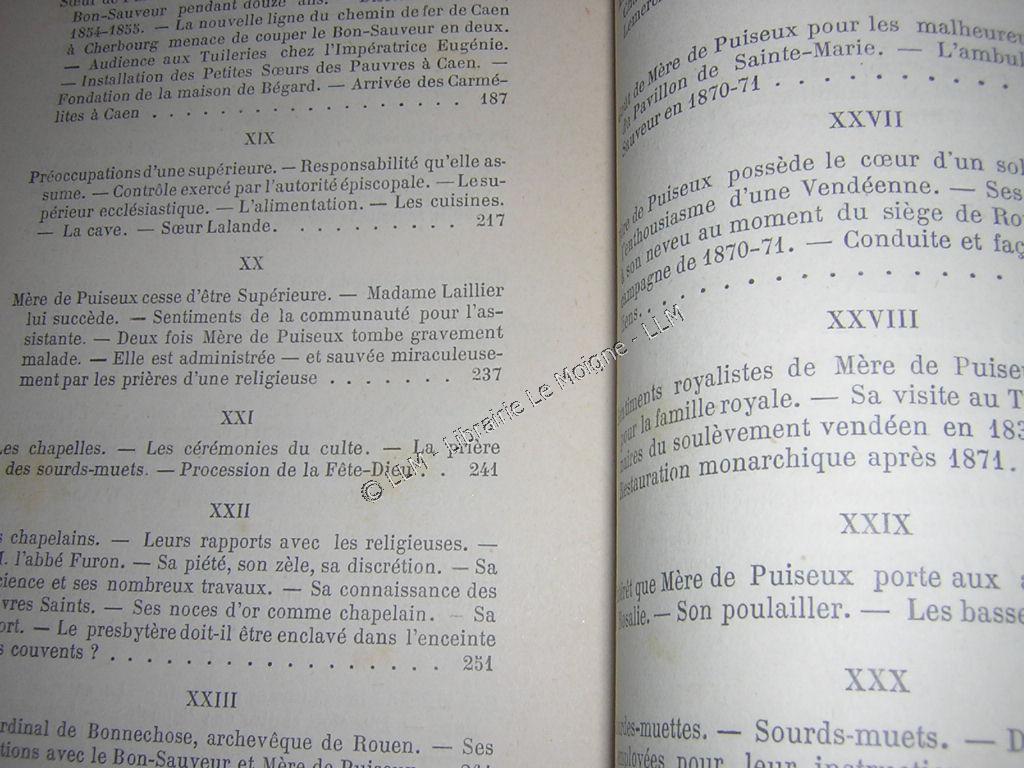 Bon-Sauveur pendant douze ans.
1854-1855. — La nouvelle ligne du chemin de fer de Caen
à Cherbourg menace de couper le Bon-Sauveur en deux.
— Audience aux Tuileries chez l'Impératrice Eugénie.
— Installation des Petites Sœurs des Pauvres à Caen. —
Fondation de la maison de Bégard. — Arrivée des Carmé-
lites à Caen . . . . . . . . . . . . . . . . 187
XIX
Préoccupations d'une supérieure. — Responsabilité qu'elle as-
sume. — Contrôle exercé par l'autorité épiscopale. — Le su-
périeur ecclésiastique. — L'alimentation. — Les cuisines.
— La cave. — Sœur Lalande. . . . . . . . . . 217
XX
Mère de Puiseux cesse d'être Supérieure. — Madame Laillier
lui succède. — Sentiments de la communauté pour l'as-
sistante. — Deux fois Mère de Puiseux tombe gravement
malade. — Elle est administrée — et sauvée miraculeuse-
ment par les prières d'une religieuse . . . . . . . 237
XXI
Les chapelles. — Les cérémonies du culte. — La prière
des sourds-muets. — Procession de la Fête-Dieu. . 241
XXII
s chapelains. — Leurs rapports avec les religieuses. —
l'abbé Furon. — Sa piété, son zèle, sa discrétion. — Sa
cience et ses nombreux travaux. — Sa connaissance des
vres Saints. — Ses noces d'or comme chapelain. — Sa
ort. — Le presbytère doit-il être enclavé dans l'enceinte
s couvents ? . . . . . . . . . . . . . . . . . 251
XXIII
rdinal de Bonnechose, archevêque de Rouen. — Ses
tions avec le Bon-Sauveur et Mère de Puiseux
de Mère de Puiseux pour les malheureu
Pavillon de Sainte-Marie. — L'ambul
Sauveur en 1870-71 . . . . . . . . .
XXVII
de Puiseux possède le cœur d'un sol
l'enthousiasme d'une Vendéenne. — Ses
à son neveu au moment du siège de Ro
campagne de 1870-71. — Conduite et faç
liens. . . . . . . . . . . . .
XXVIII
ntiments royalistes de Mère de Puiseu
pour la famille royale. — Sa visite au T
naires du soulèvement vendéen en 183
Restauration monarchique après 1871.
XXIX
érêt que Mère de Puiseux porte aux a
Rosalie. — Son poulailler. — Les basse
XXX
urdes-muettes. — Sourds-muets. — D
employées pour leur instruction
© LLM - Librairie Le Moigne - LLM